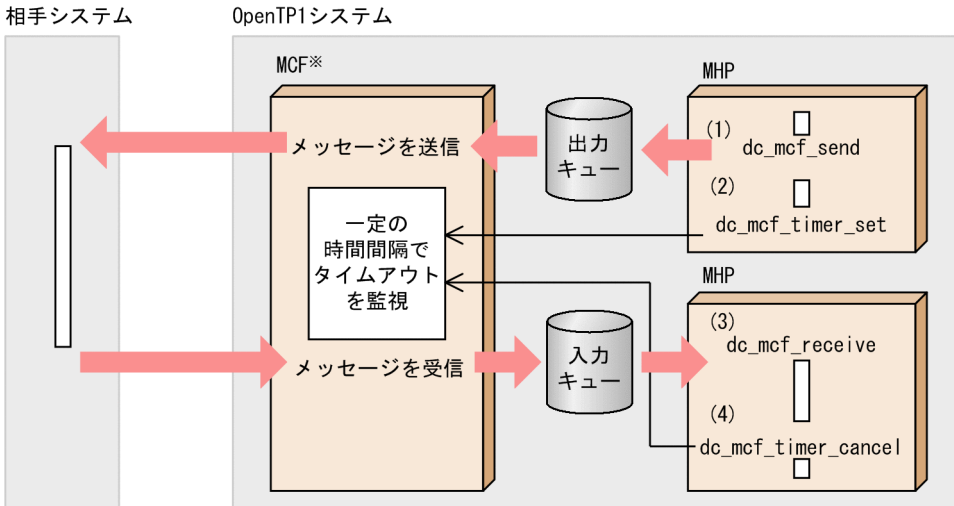 相手システム
OpenTP1システム
MCF※
MHP
(1)
dc_mcf_send
出力
キュー
メッセージを送信
(2)
dc_mcf_timer_set
一定の
時間間隔で
タイムアウト
を監視
MHP
(3)
dc_mcf_receive
入力
キュー
メッセージを受信
(4)
dc_mcf_timer_cancel